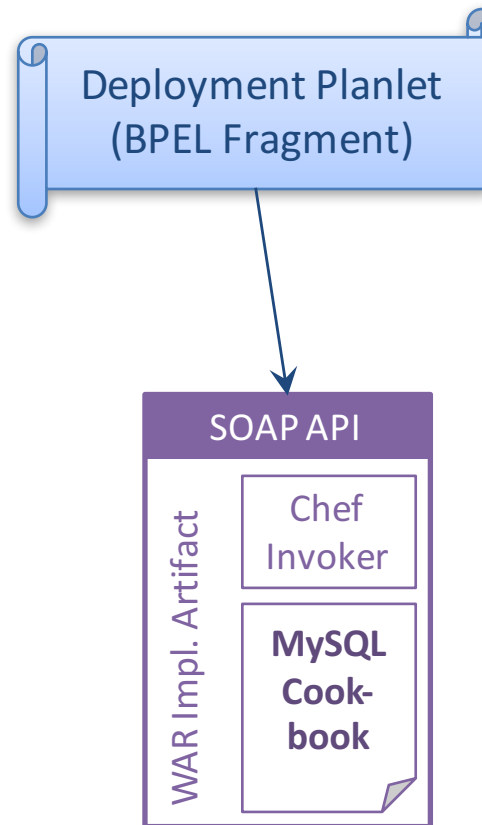 Deployment Planlet
(BPEL Fragment)
SOAP API
WAR Impl. Artifact
Chef
Invoker
MySQL
Cook-
book